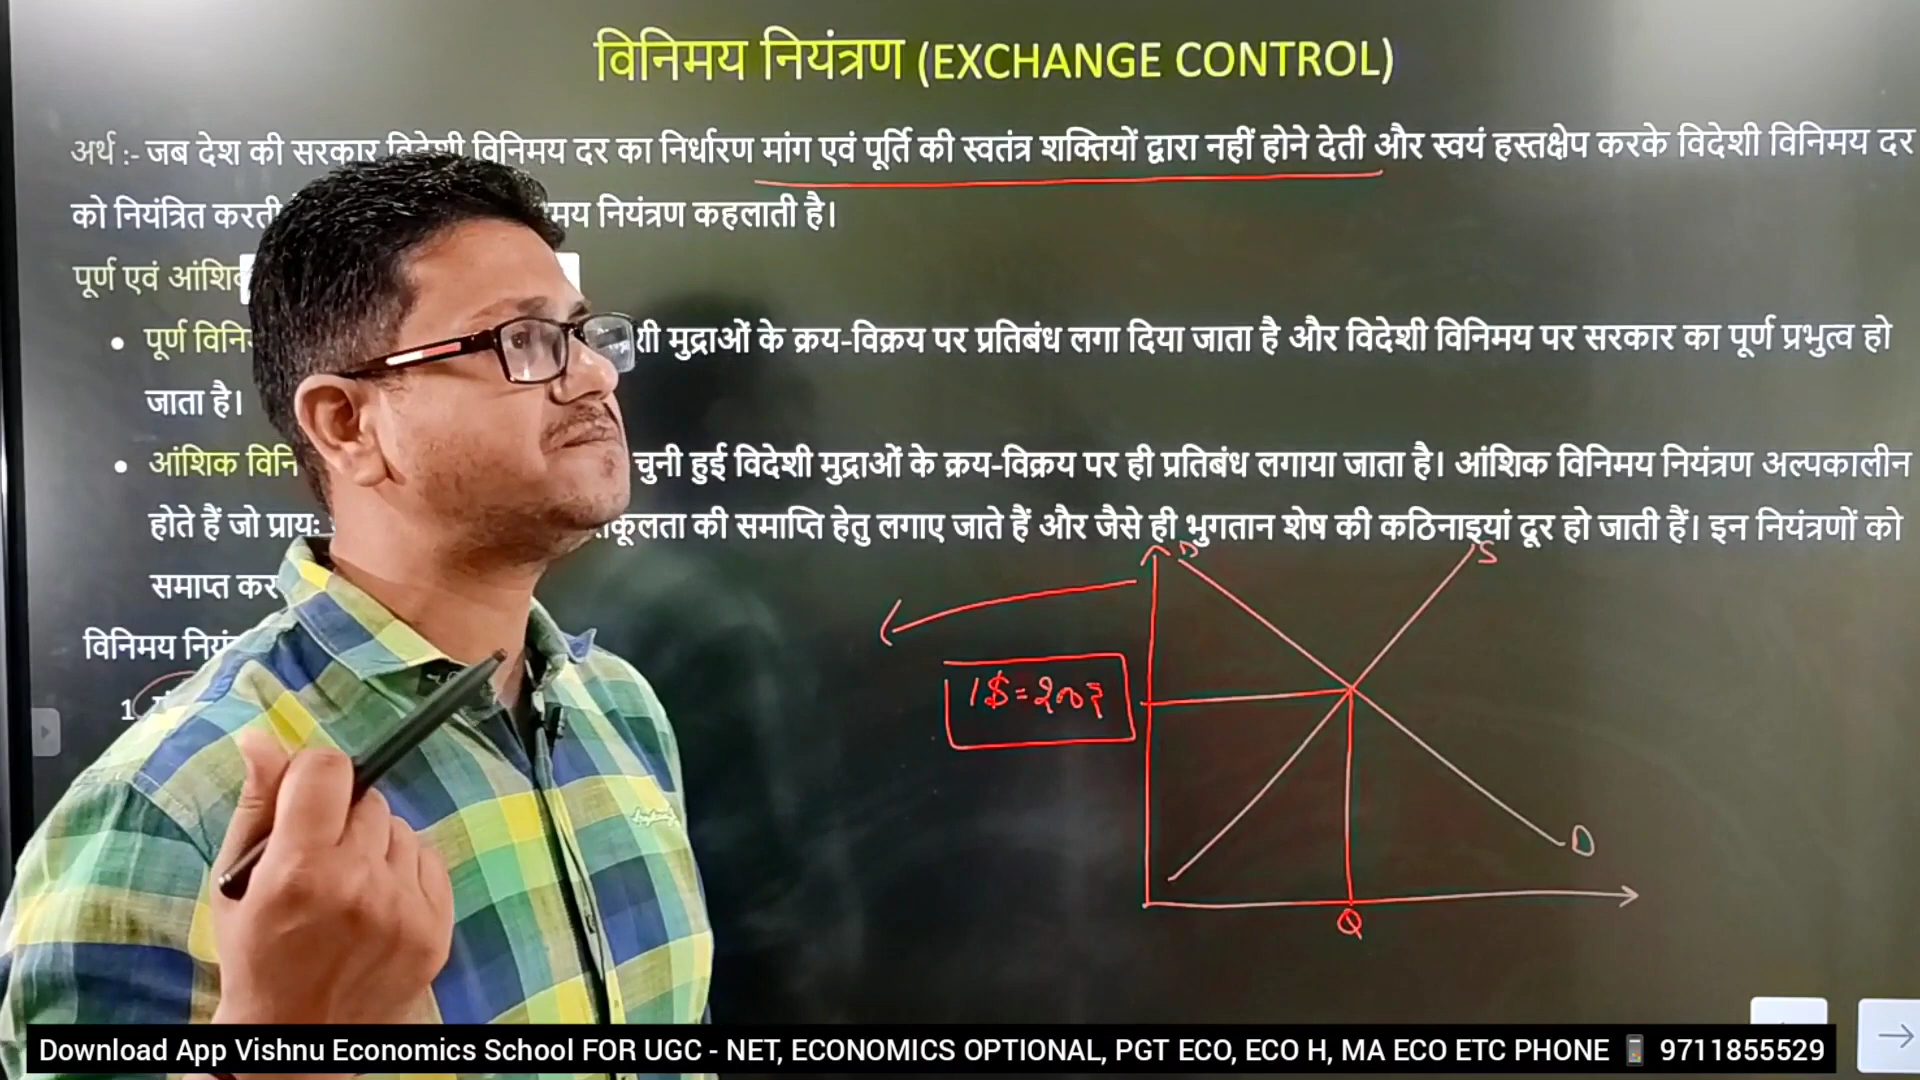 विनिमय नियंत्रण (EXCHANGE CONTROL)
अर्थ :- जब देश की सरकार विदेशी विनिमय दर का निर्धारण मांग एवं पूर्ति की स्वतंत्र शक्तियों द्वारा नहीं होने देती और स्वयं हस्तक्षेप करके विदेशी विनिमय दर
को नियंत्रित करती नियंत्रण कहलाती है।
पूर्ण एवं
पूर्ण मुद्राओं के क्रय-विक्रय पर प्रतिबंध लगा दिया जाता है और विदेशी विनिमय पर सरकार का पूर्ण प्रभुत्व हो
जाता है।
आंशिक चुनी हुई विदेशी मुद्राओं के क्रय-विक्रय पर ही प्रतिबंध लगाया जाता है। आंशिक विनिमय नियंत्रण अल्पकालीन
होते हैं जो प्रायः की समाप्ति हेतु लगाए जाते हैं और जैसे ही भुगतान शेष की कठिनाइयां दूर हो जाती हैं। इन नियंत्रणों को
समाप्त कर
विनिमय
D S
1$=200₹
D
1
Q
Download App Vishnu Economics School FOR UGC - NET, ECONOMICS OPTIONAL, PGT ECO, ECO H, MA ECO ETC PHONE 9711855529